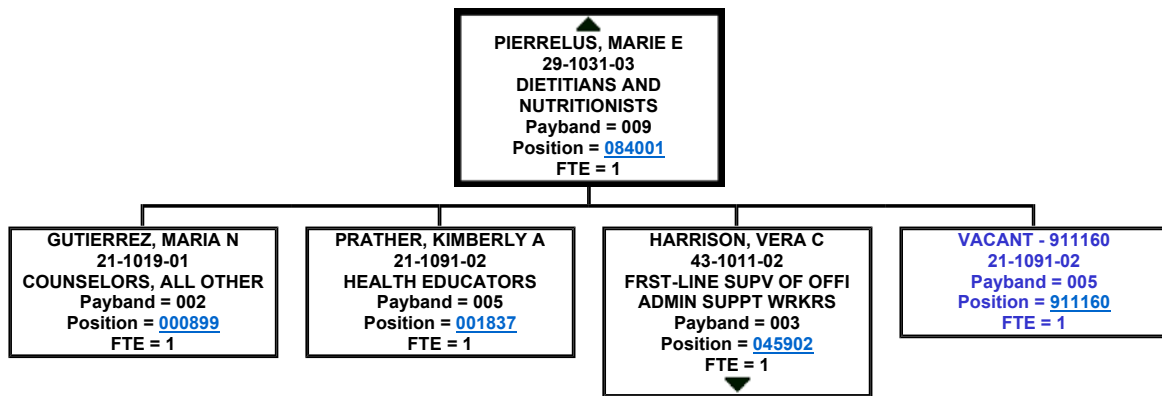 PIERRELUS, MARIE E
29-1031-03
DIETITIANS AND
NUTRITIONISTS
Payband = 009
Position = 084001
FTE = 1
GUTIERREZ, MARIA N
21-1019-01
COUNSELORS, ALL OTHER
Payband = 002
Position = 000899
FTE = 1
PRATHER, KIMBERLY A
21-1091-02
HEALTH EDUCATORS
Payband = 005
Position = 001837
FTE = 1
HARRISON, VERA C
43-1011-02
FRST-LINE SUPV OF OFFI
ADMIN SUPPT WRKRS
Payband = 003
Position = 045902
FTE = 1
VACANT - 911160
21-1091-02
Payband = 005
Position = 911160
FTE = 1